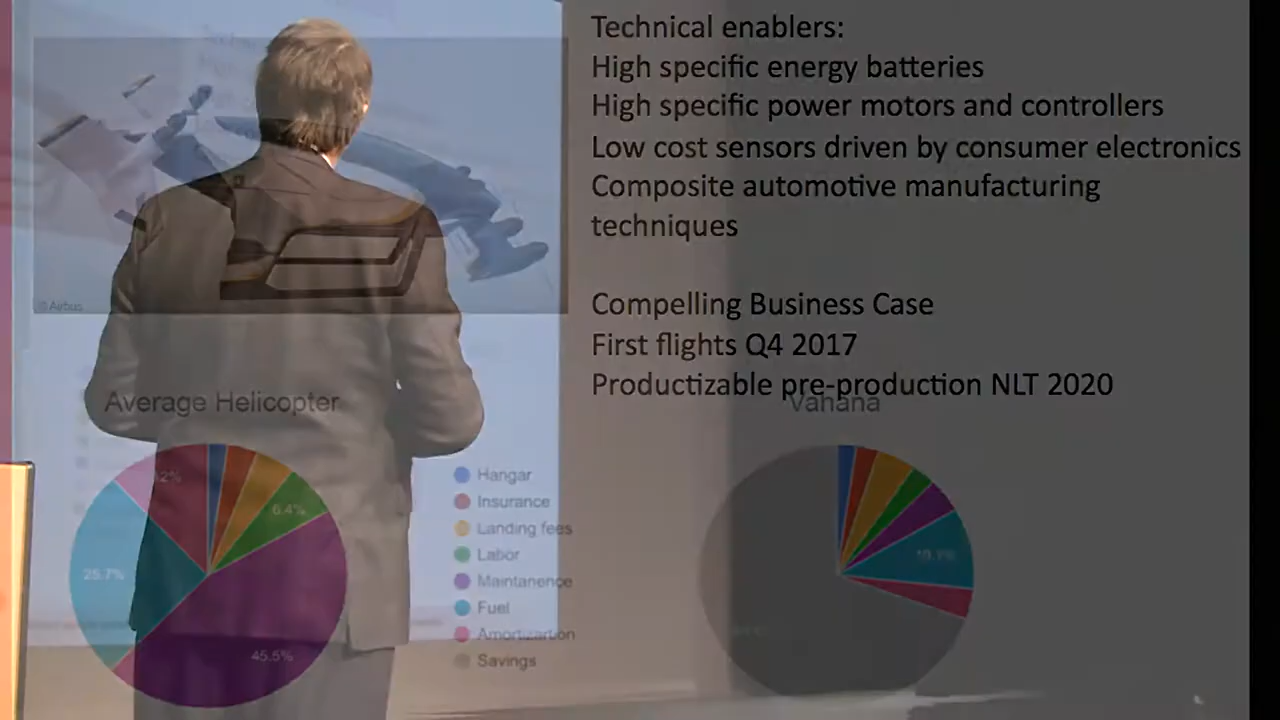 Technical enablers:
High specific energy batteries
High specific power motors and controllers
Low cost sensors driven by consumer electronics
Composite automotive manufacturing
techniques
Compelling Business Case
First flights Q4 2017
Productizable pre-production NLT 2020
© Airbus
Average Helicopter
Vahana
12%
6.4%
25.7%
45.5%
Hangar
Insurance
Landing fees
Labor
Maintanence
Fuel
Amortization
Savings